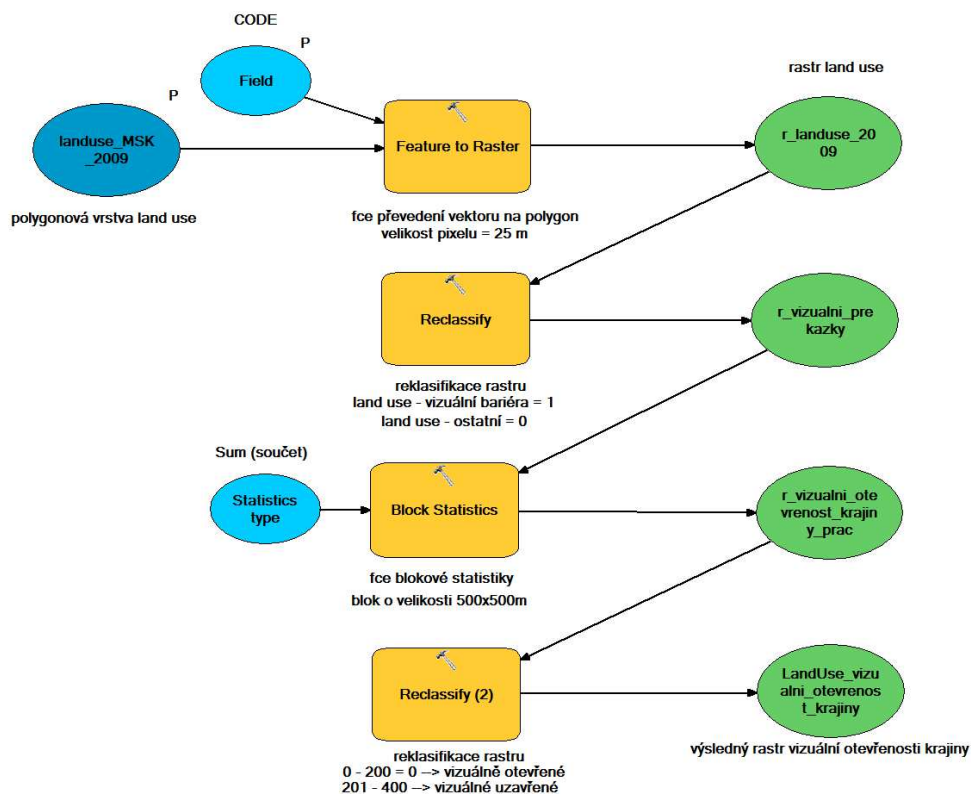 CODE
P
Field
P
landuse_MSK
_2009
polygonová vrstva land use
Feature to Raster
fce převedení vektoru na polygon
velikost pixelu = 25 m
rastr land use
r_landuse_20
09
Reclassify
reklasifikace rastru
land use - vizuální bariéra = 1
land use - ostatní = 0
r_vizualni_pre
kazky
Sum (součet)
Statistics
type
Block Statistics
fce blokové statistiky
blok o velikosti 500x500m
r_vizualni_ote
vrenost_krajin
y_prac
Reclassify (2)
reklasifikace rastru
0 - 200 = 0 --> vizuálně otevřené
201 - 400 --> vizuálné uzavřené
LandUse_vizu
alni_otevrenos
t_krajiny
výsledný rastr vizuální otevřenosti krajiny